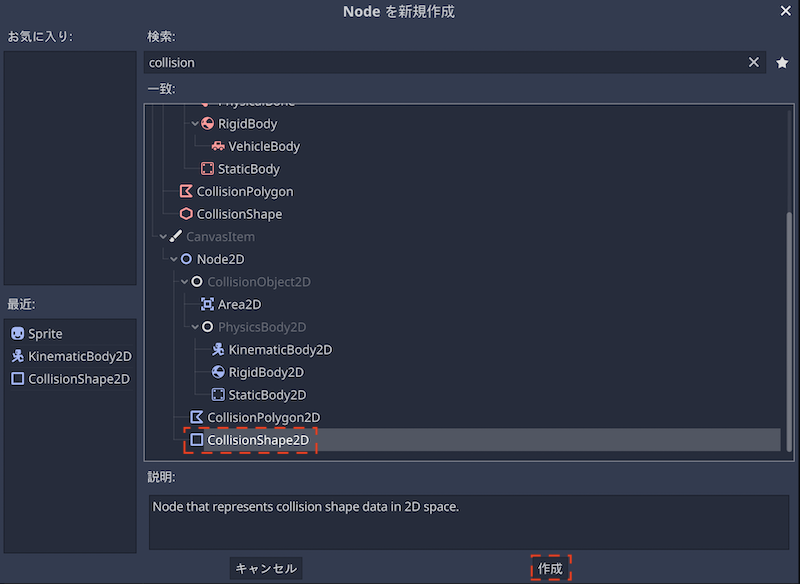 Node を新規作成
お気に入り:
検索:
collision
一致:
PhysicalBone
RigidBody
VehicleBody
StaticBody
CollisionPolygon
CollisionShape
CanvasItem
Node2D
CollisionObject2D
Area2D
PhysicsBody2D
KinematicBody2D
RigidBody2D
StaticBody2D
CollisionPolygon2D
CollisionShape2D
最近:
Sprite
KinematicBody2D
CollisionShape2D
説明:
Node that represents collision shape data in 2D space.
キャンセル
作成